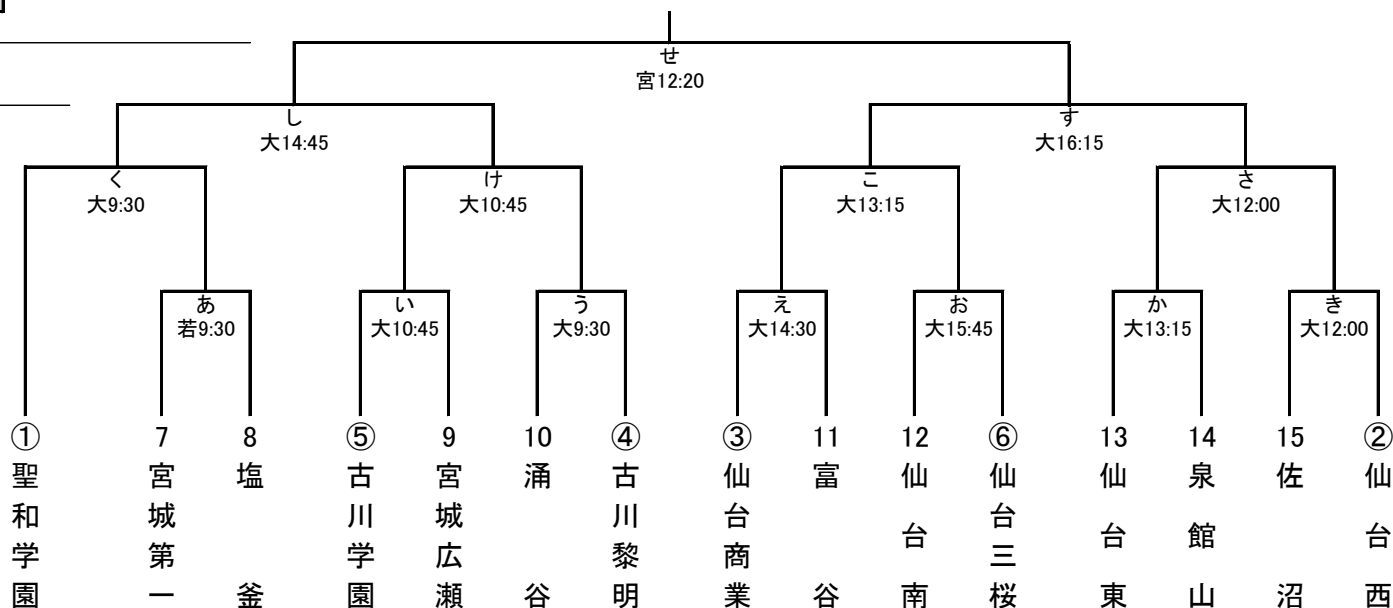 せ
宮12:20
し
大14:45
す
大16:15
く
大9:30
け
大10:45
こ
大13:15
さ
大12:00
あ
若9:30
い
大10:45
う
大9:30
え
大14:30
お
大15:45
か
大13:15
き
大12:00
① 7 8 ⑤ 9 10 ④ ③ 11 12 ⑥ 13 14 15 ②
聖和学園
宮城第一
塩釜
古川学園
宮城広瀬
涌谷
古川黎明
仙台商業
富谷
仙台南
仙台三桜
仙台東
泉館山
佐沼
仙台西